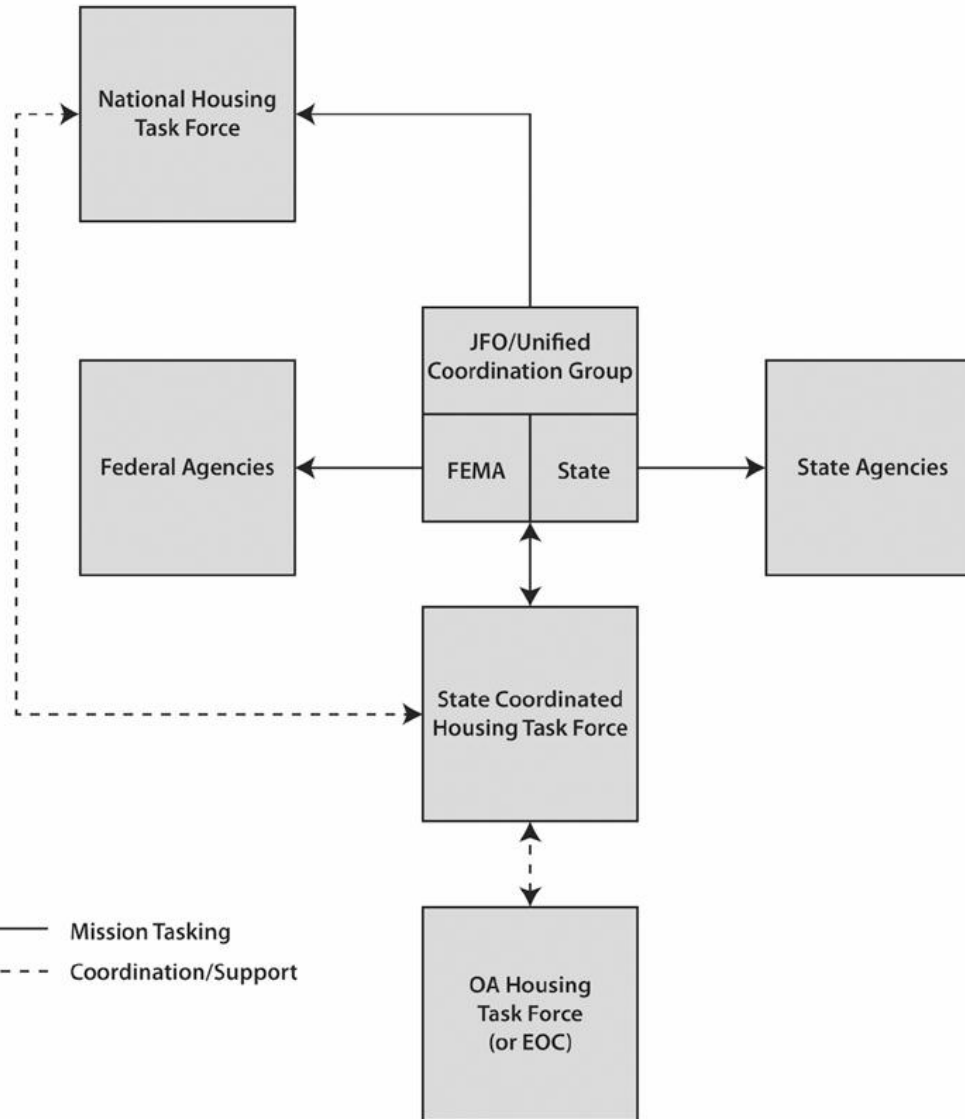 National Housing
Task Force
JFO/Unified
Coordination Group
Federal Agencies
FEMA
State
State Agencies
State Coordinated
Housing Task Force
Mission Tasking
Coordination/Support
OA Housing
Task Force
(or EOC)